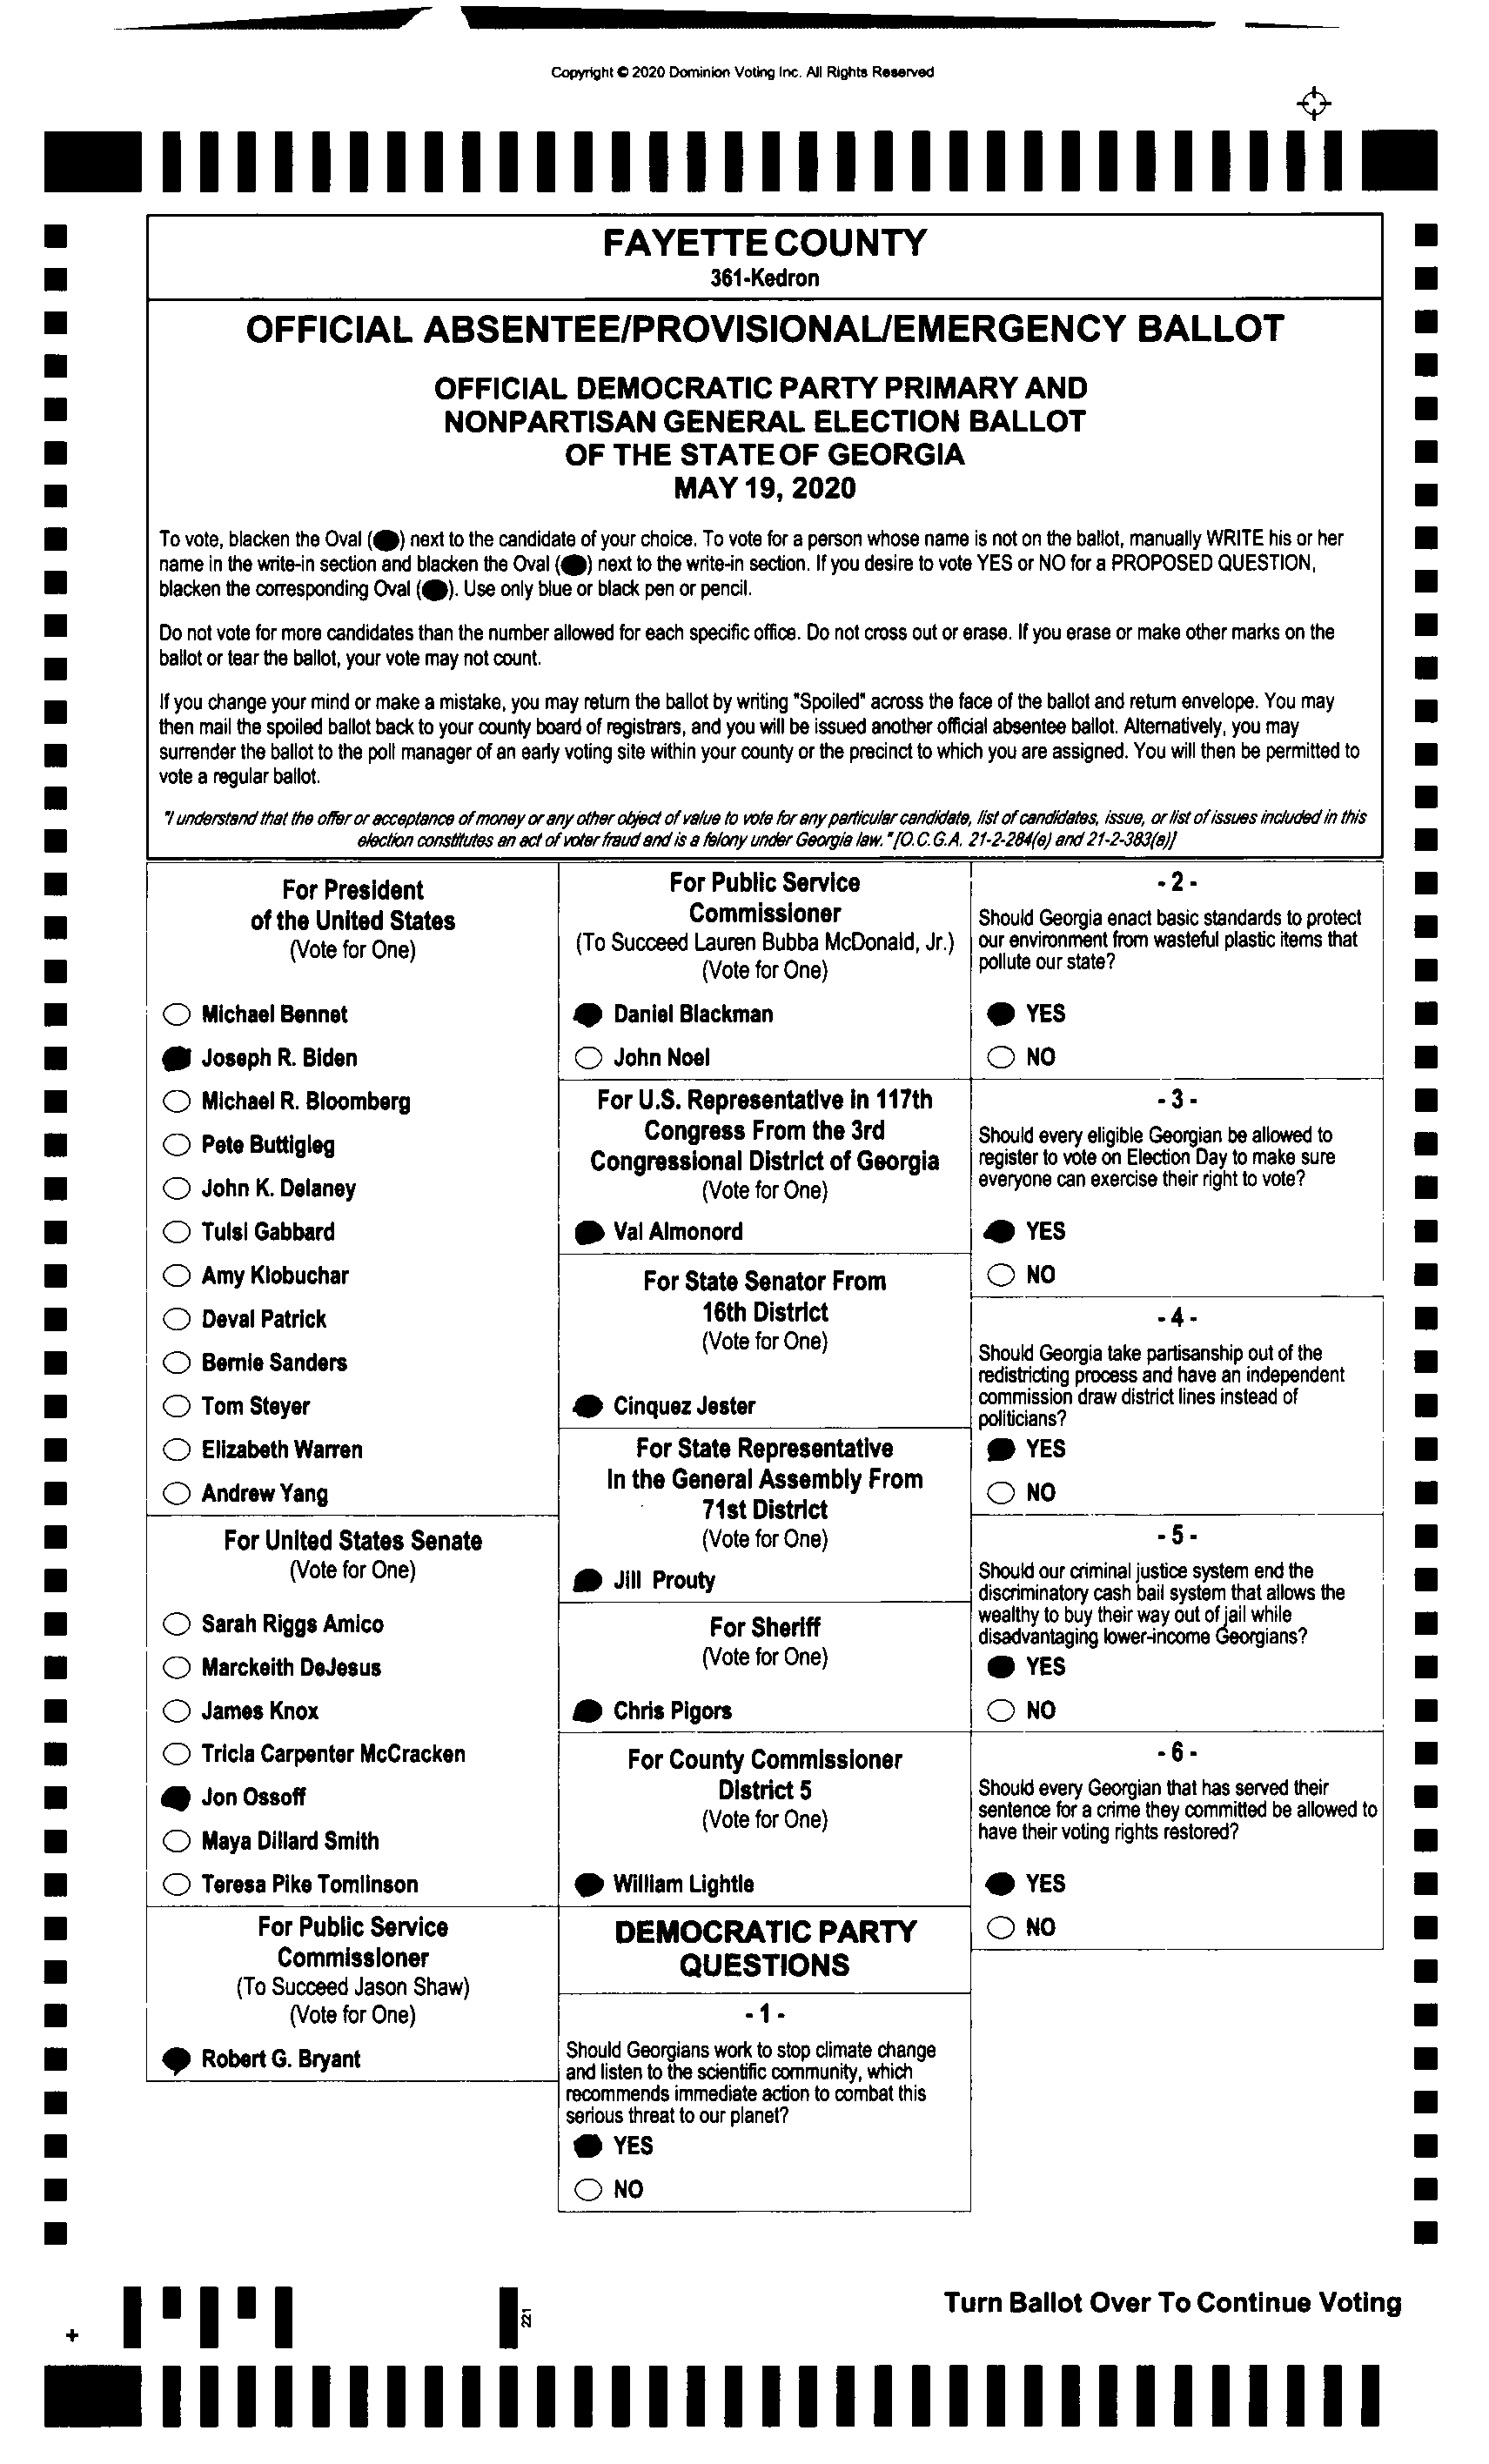 Copyright © 2020 Dominion Voting Inc. All Rights Reserved
FAYETTE COUNTY
361-Kedron
OFFICIAL ABSENTEE/PROVISIONAL/EMERGENCY BALLOT
OFFICIAL DEMOCRATIC PARTY PRIMARY AND
NONPARTISAN GENERAL ELECTION BALLOT
OF THE STATE OF GEORGIA
MAY 19, 2020
To vote, blacken the Oval ( ) next to the candidate of your choice. To vote for a person whose name is not on the ballot, manually WRITE his or her
name in the write-in section and blacken the Oval ( ) next to the write-in section. If you desire to vote YES or NO for a PROPOSED QUESTION,
blacken the corresponding Oval ( ). Use only blue or black pen or pencil.
Do not vote for more candidates than the number allowed for each specific office. Do not cross out or erase. If you erase or make other marks on the
ballot or tear the ballot, your vote may not count.
If you change your mind or make a mistake, you may return the ballot by writing "Spoiled" across the face of the ballot and return envelope. You may
then mail the spoiled ballot back to your county board of registrars, and you will be issued another official absentee ballot. Alternatively, you may
surrender the ballot to the poll manager of an early voting site within your county or the precinct to which you are assigned. You will then be permitted to
vote a regular ballot.
"I understand that the offer or acceptance of money or any other object of value to vote for any particular candidate, list of candidates, issue, or list of issues included in this
election constitutes an act of voter fraud and is a felony under Georgia law." [O.C.G.A. 21-2-284(e) and 21-2-383(a)]
For President
of the United States
(Vote for One)
Michael Bennet
Joseph R. Biden
Michael R. Bloomberg
Pete Buttigieg
John K. Delaney
Tulsi Gabbard
Amy Klobuchar
Deval Patrick
Bernie Sanders
Tom Steyer
Elizabeth Warren
Andrew Yang
For United States Senate
(Vote for One)
Sarah Riggs Amico
Marckeith DeJesus
James Knox
Tricia Carpenter McCracken
Jon Ossoff
Maya Dillard Smith
Teresa Pike Tomlinson
For Public Service
Commissioner
(To Succeed Jason Shaw)
(Vote for One)
Robert G. Bryant
For Public Service
Commissioner
(To Succeed Lauren Bubba McDonald, Jr.)
(Vote for One)
Daniel Blackman
John Noel
For U.S. Representative in 117th
Congress From the 3rd
Congressional District of Georgia
(Vote for One)
Val Almonord
For State Senator From
16th District
(Vote for One)
Cinquez Jester
For State Representative
In the General Assembly From
71st District
(Vote for One)
Jill Prouty
For Sheriff
(Vote for One)
Chris Pigors
For County Commissioner
District 5
(Vote for One)
William Lightle
DEMOCRATIC PARTY
QUESTIONS
- 1 -
Should Georgians work to stop climate change
and listen to the scientific community, which
recommends immediate action to combat this
serious threat to our planet?
YES
NO
- 2 -
Should Georgia enact basic standards to protect
our environment from wasteful plastic items that
pollute our state?
YES
NO
- 3 -
Should every eligible Georgian be allowed to
register to vote on Election Day to make sure
everyone can exercise their right to vote?
YES
NO
- 4 -
Should Georgia take partisanship out of the
redistricting process and have an independent
commission draw district lines instead of
politicians?
YES
NO
- 5 -
Should our criminal justice system end the
discriminatory cash bail system that allows the
wealthy to buy their way out of jail while
disadvantaging lower-income Georgians?
YES
NO
- 6 -
Should every Georgian that has served their
sentence for a crime they committed be allowed to
have their voting rights restored?
YES
NO
221
Turn Ballot Over To Continue Voting